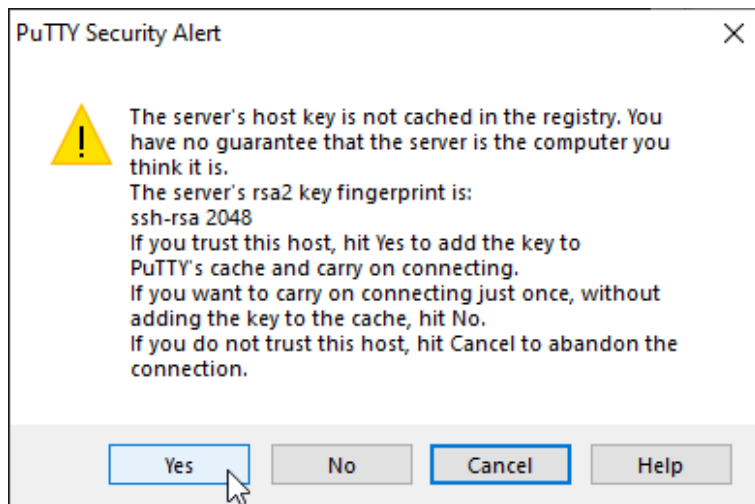 PuTTY Security Alert
The server's host key is not cached in the registry. You
have no guarantee that the server is the computer you
think it is.
The server's rsa2 key fingerprint is:
ssh-rsa 2048
If you trust this host, hit Yes to add the key to
PuTTY's cache and carry on connecting.
If you want to carry on connecting just once, without
adding the key to the cache, hit No.
If you do not trust this host, hit Cancel to abandon the
connection.
Yes No Cancel Help